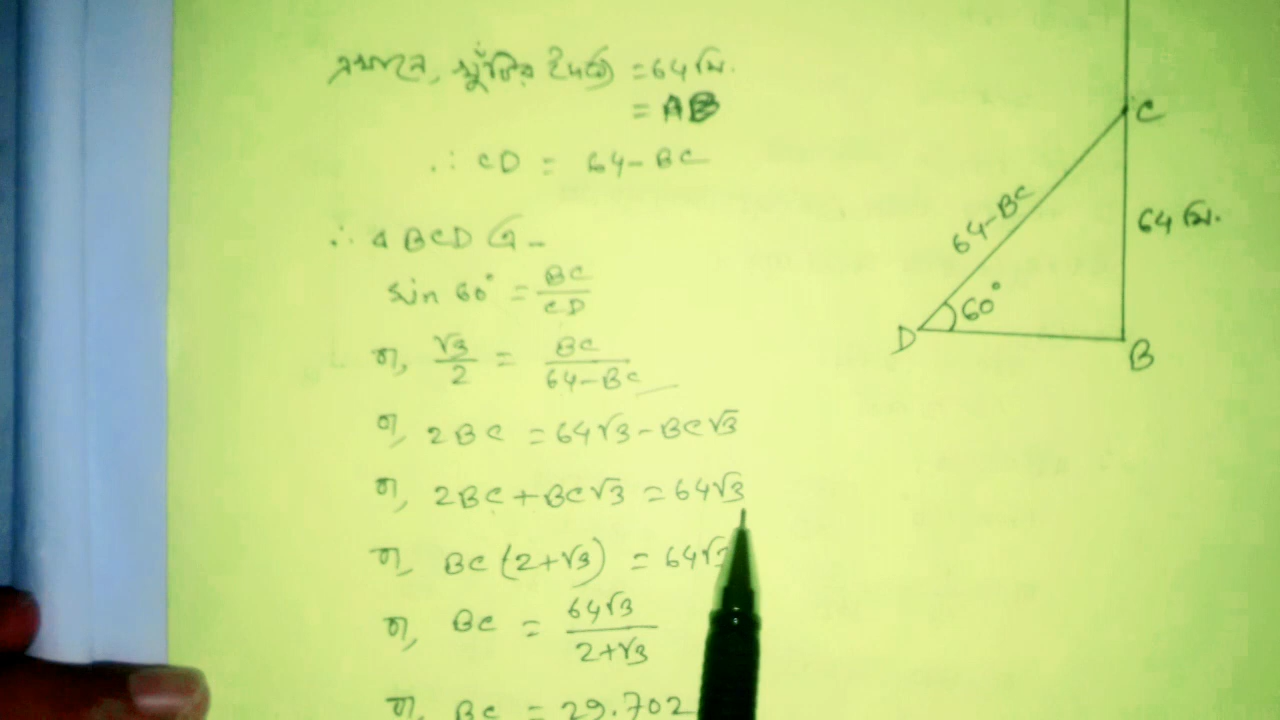 এখানে, খুঁটির দৈর্ঘ্য = 64 মি.
= AB
∴ CD = 64 - BC
∴ Δ BCD এ -
sin 60° = BC/CD
বা, √3/2 = BC/64-BC
বা, 2BC = 64√3 - BC√3
বা, 2BC + BC√3 = 64√3
বা, BC (2+√3) = 64√3
বা, BC = 64√3/2+√3
বা, BC = 29.702
C
64-BC
64 মি.
60°
D
B